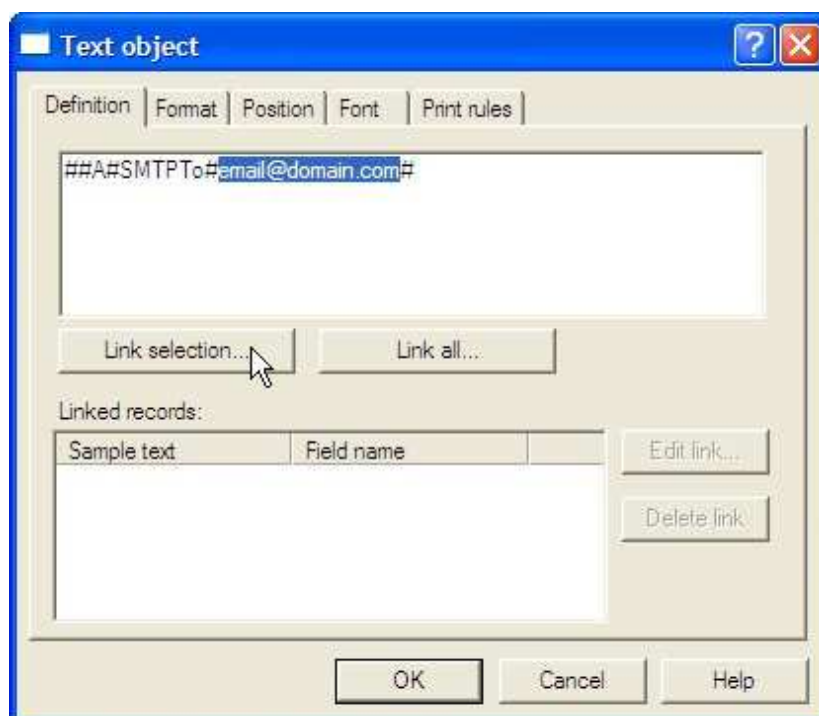 Text object
Definition Format Position Font Print rules
##A#SMTPTo#email@domain.com#
Link selection... Link all...
Linked records:
Sample text Field name
Edit link...
Delete link
OK Cancel Help